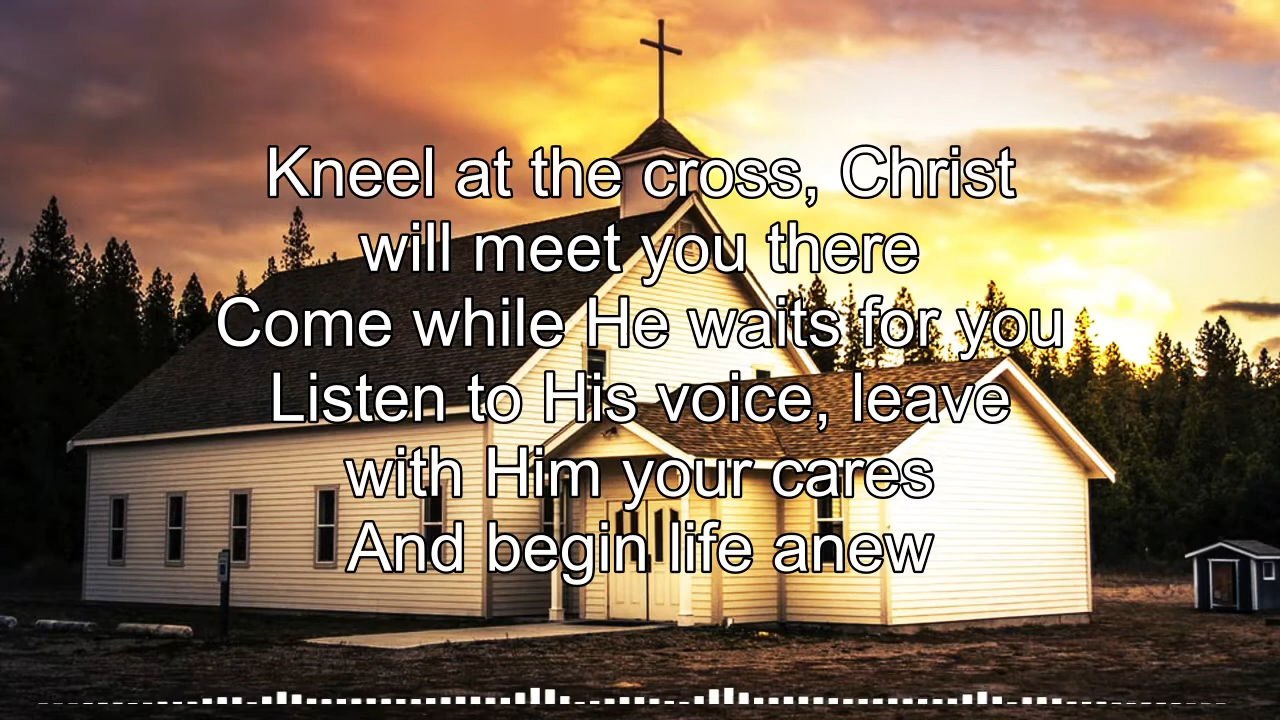 Kneel at the cross, Christ
will meet you there
Come while He waits for you
Listen to His voice, leave
with Him your cares
And begin life anew